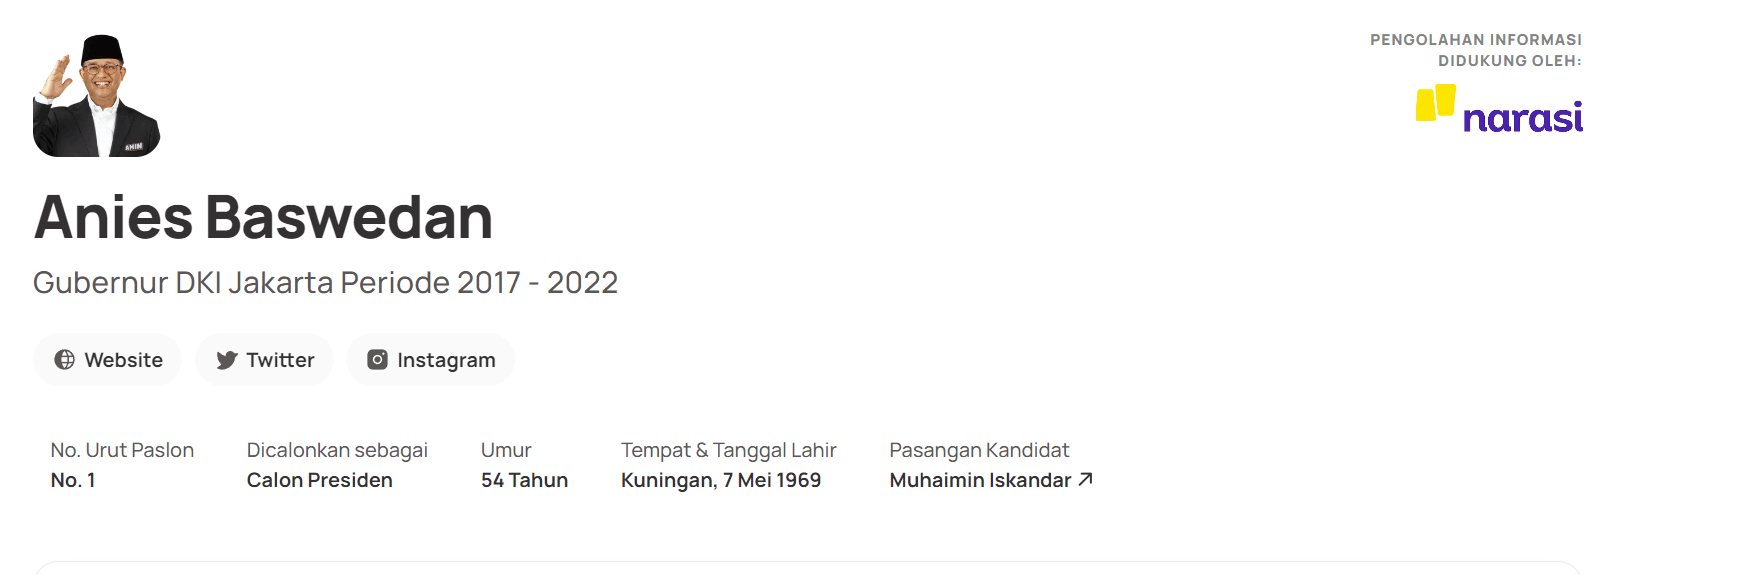 PENGOLAHAN INFORMASI
DIDUKUNG OLEH:
narasi
AMIN
Anies Baswedan
Gubernur DKI Jakarta Periode 2017 - 2022
Website Twitter Instagram
No. Urut Paslon Dicalonkan sebagai Umur Tempat & Tanggal Lahir Pasangan Kandidat
No. 1 Calon Presiden 54 Tahun Kuningan, 7 Mei 1969 Muhaimin Iskandar